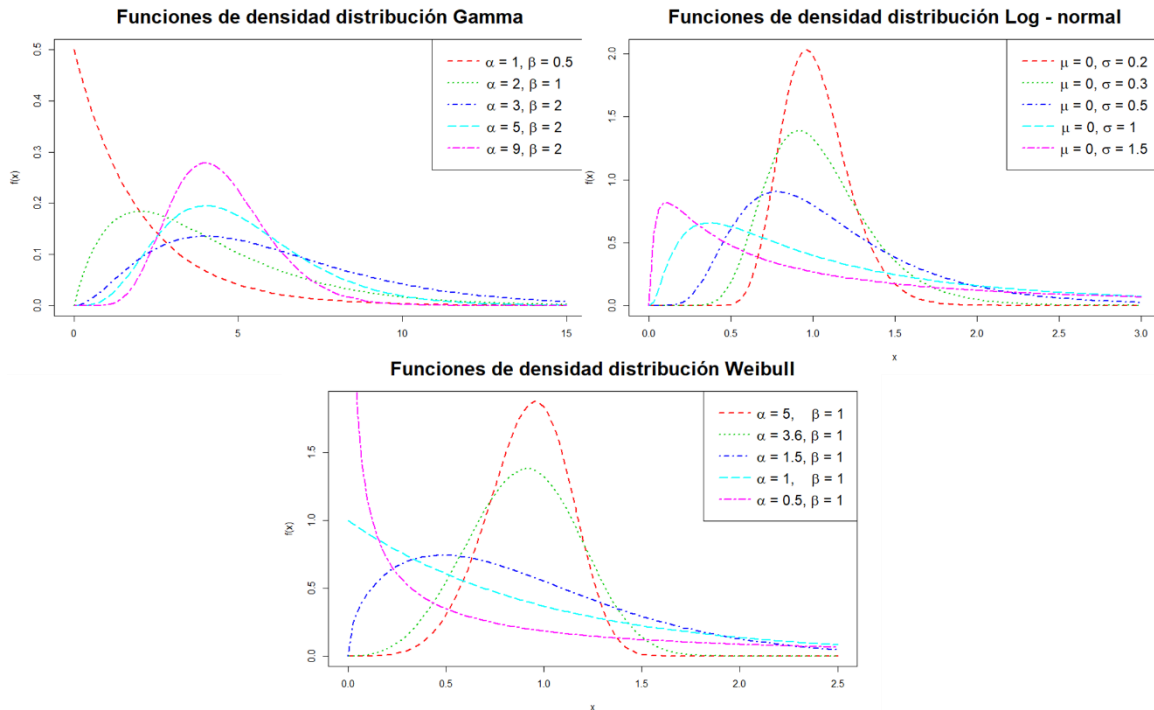 Funciones de densidad distribución Gamma
f(x)
0.5
0.4
0.3
0.2
0.1
0.0
0 5 10 15
α = 1, β = 0.5
α = 2, β = 1
α = 3, β = 2
α = 5, β = 2
α = 9, β = 2
Funciones de densidad distribución Log - normal
f(x)
2.0
1.5
1.0
0.5
0.0
0.0 0.5 1.0 1.5 2.0 2.5 3.0
x
μ = 0, σ = 0.2
μ = 0, σ = 0.3
μ = 0, σ = 0.5
μ = 0, σ = 1
μ = 0, σ = 1.5
Funciones de densidad distribución Weibull
f(x)
1.5
1.0
0.5
0.0
0.0 0.5 1.0 1.5 2.0 2.5
x
α = 5, β = 1
α = 3.6, β = 1
α = 1.5, β = 1
α = 1, β = 1
α = 0.5, β = 1